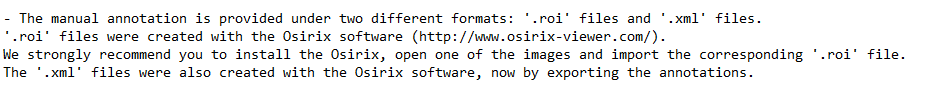 - The manual annotation is provided under two different formats: '.roi' files and '.xml' files.
'.roi' files were created with the Osirix software (http://www.osirix-viewer.com/).
We strongly recommend you to install the Osirix, open one of the images and import the corresponding '.roi' file.
The '.xml' files were also created with the Osirix software, now by exporting the annotations.